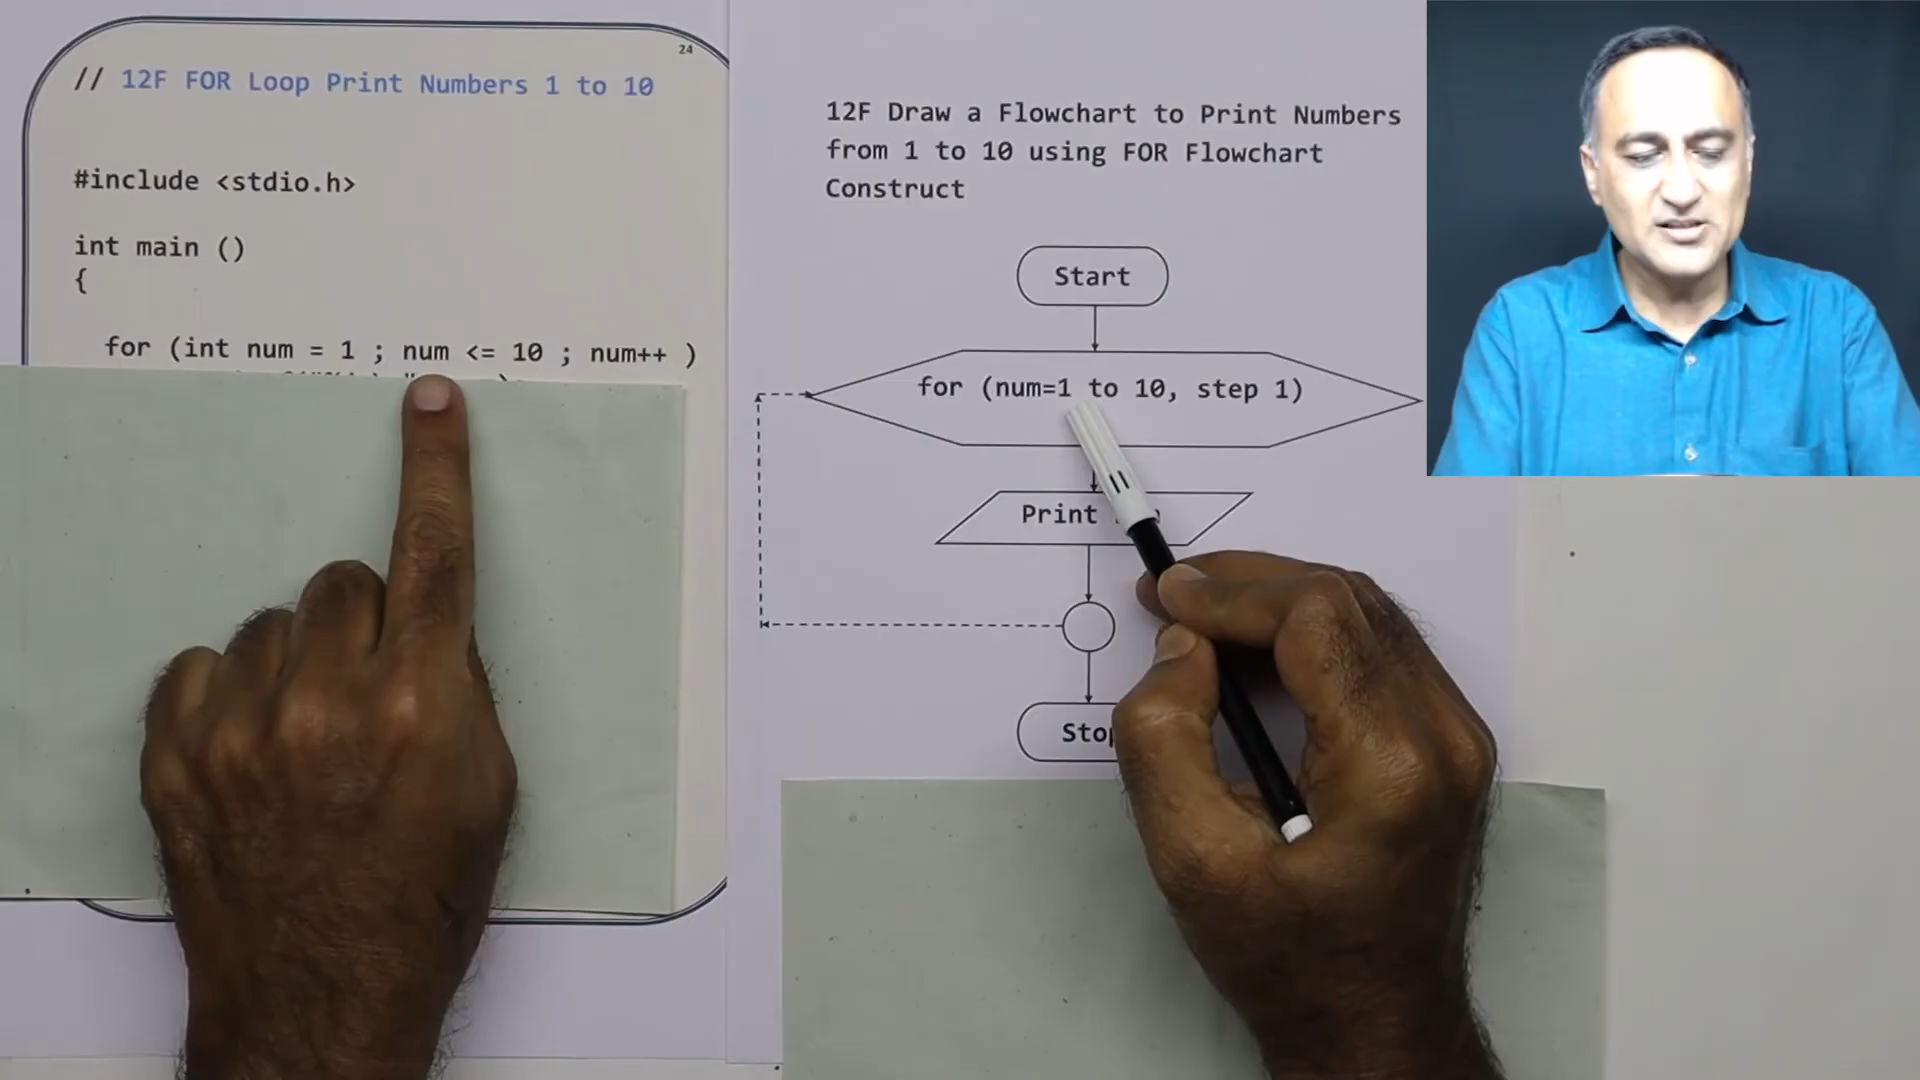 24
// 12F FOR Loop Print Numbers 1 to 10
#include <stdio.h>
int main ()
{
for (int num = 1 ; num <= 10 ; num++ )
12F Draw a Flowchart to Print Numbers
from 1 to 10 using FOR Flowchart
Construct
Start
for (num=1 to 10, step 1)
Print
Stop